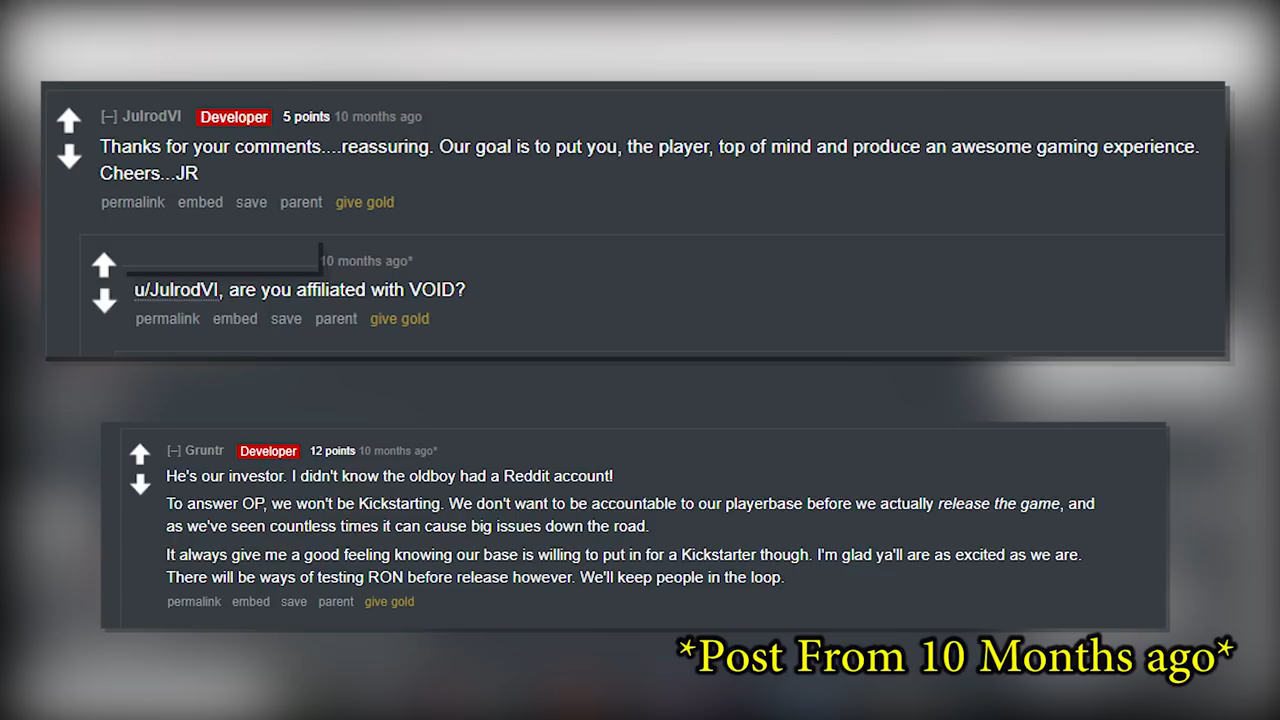 [–] JulrodVI Developer 5 points 10 months ago
Thanks for your comments....reassuring. Our goal is to put you, the player, top of mind and produce an awesome gaming experience.
Cheers...JR
permalink embed save parent give gold
10 months ago*
u/JulrodVI, are you affiliated with VOID?
permalink embed save parent give gold
[–] Gruntr Developer 12 points 10 months ago*
He's our investor. I didn't know the oldboy had a Reddit account!
To answer OP, we won't be Kickstarting. We don't want to be accountable to our playerbase before we actually release the game, and
as we've seen countless times it can cause big issues down the road.
It always give me a good feeling knowing our base is willing to put in for a Kickstarter though. I'm glad ya'll are as excited as we are.
There will be ways of testing RON before release however. We'll keep people in the loop.
permalink embed save parent give gold
*Post From 10 Months ago*